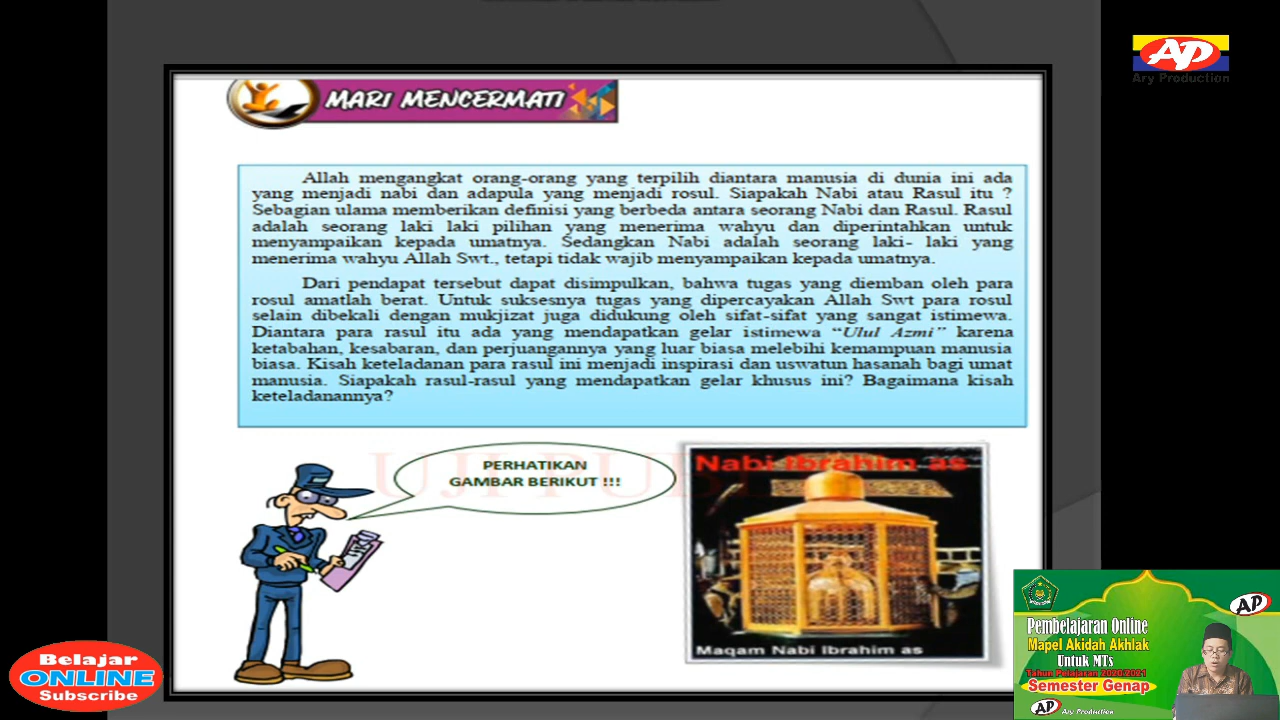 AP
Ary Production
MARI MENCERMATI
Allah mengangkat orang-orang yang terpilih diantara manusia di dunia ini ada
yang menjadi nabi dan adapula yang menjadi rosul. Siapakah Nabi atau Rasul itu ?
Sebagian ulama memberikan definisi yang berbeda antara seorang Nabi dan Rasul. Rasul
adalah seorang laki laki pilihan yang menerima wahyu dan diperintahkan untuk
menyampaikan kepada umatnya. Sedangkan Nabi adalah seorang laki- laki yang
menerima wahyu Allah Swt., tetapi tidak wajib menyampaikan kepada umatnya.
Dari pendapat tersebut dapat disimpulkan, bahwa tugas yang diemban oleh para
rosul amatlah berat. Untuk suksesnya tugas yang dipercayakan Allah Swt para rosul
selain dibekali dengan mukjizat juga didukung oleh sifat-sifat yang sangat istimewa.
Diantara para rasul itu ada yang mendapatkan gelar istimewa “Ulul Azmi” karena
ketabahan, kesabaran, dan perjuangannya yang luar biasa melebihi kemampuan manusia
biasa. Kisah keteladanan para rasul ini menjadi inspirasi dan uswatun hasanah bagi umat
manusia. Siapakah rasul-rasul yang mendapatkan gelar khusus ini? Bagaimana kisah
keteladanannya?
UJI PUB
PERHATIKAN
GAMBAR BERIKUT !!!
Nabi Ibrahim as
Maqam Nabi Ibrahim as
Belajar
ONLINE
Subscribe
AP
Pembelajaran Online
Mapel Akidah Akhlak
Untuk MTs
Tahun Pelajaran 2020/2021
Semester Genap
AP Ary Production